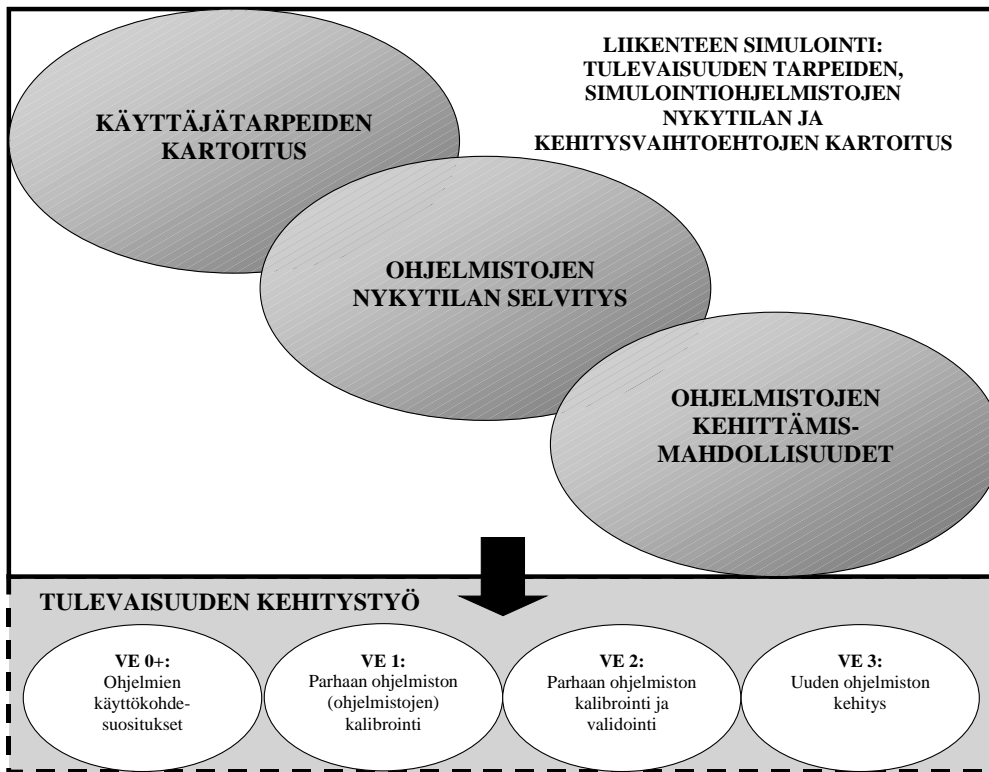 LIIKENTEEN SIMULOINTI:
TULEVAISUUDEN TARPEIDEN,
SIMULOINTIOHJELMISTOJEN
NYKYTILAN JA
KEHITYSVAIHTOEHTOJEN KARTOITUS
KÄYTTÄJÄTARPEIDEN
KARTOITUS
OHJELMISTOJEN
NYKYTILAN SELVITYS
OHJELMISTOJEN
KEHITTÄMIS-
MAHDOLLISUUDET
TULEVAISUUDEN KEHITYSTYÖ
VE 0+:
Ohjelmien
käyttökohde-
suositukset
VE 1:
Parhaan ohjelmiston
(ohjelmistojen)
kalibrointi
VE 2:
Parhaan ohjelmiston
kalibrointi ja
validointi
VE 3:
Uuden ohjelmiston
kehitys